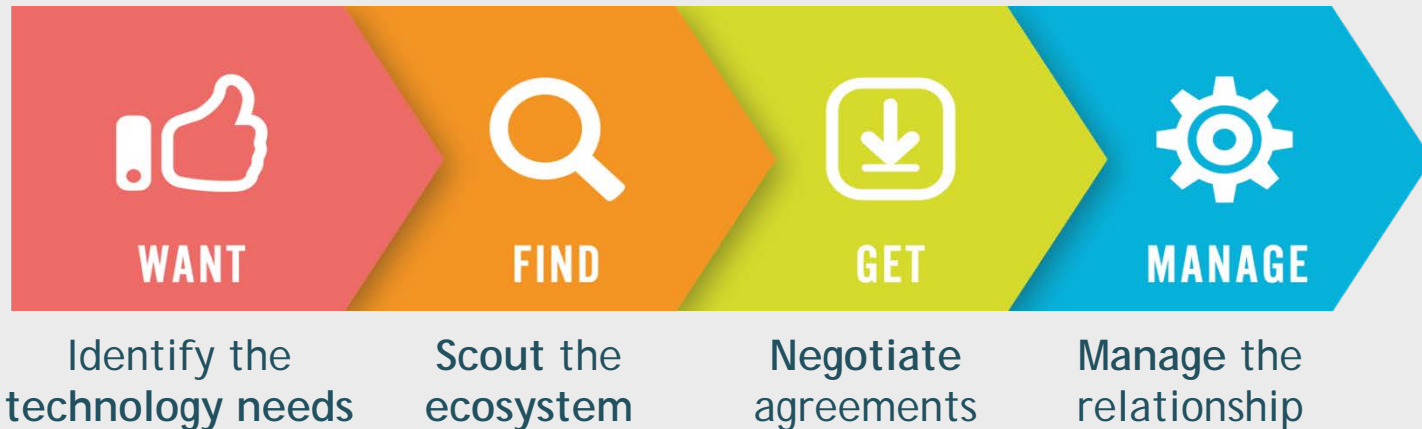 WANT
FIND
GET
MANAGE
Identify the
technology needs
Scout the
ecosystem
Negotiate
agreements
Manage the
relationship